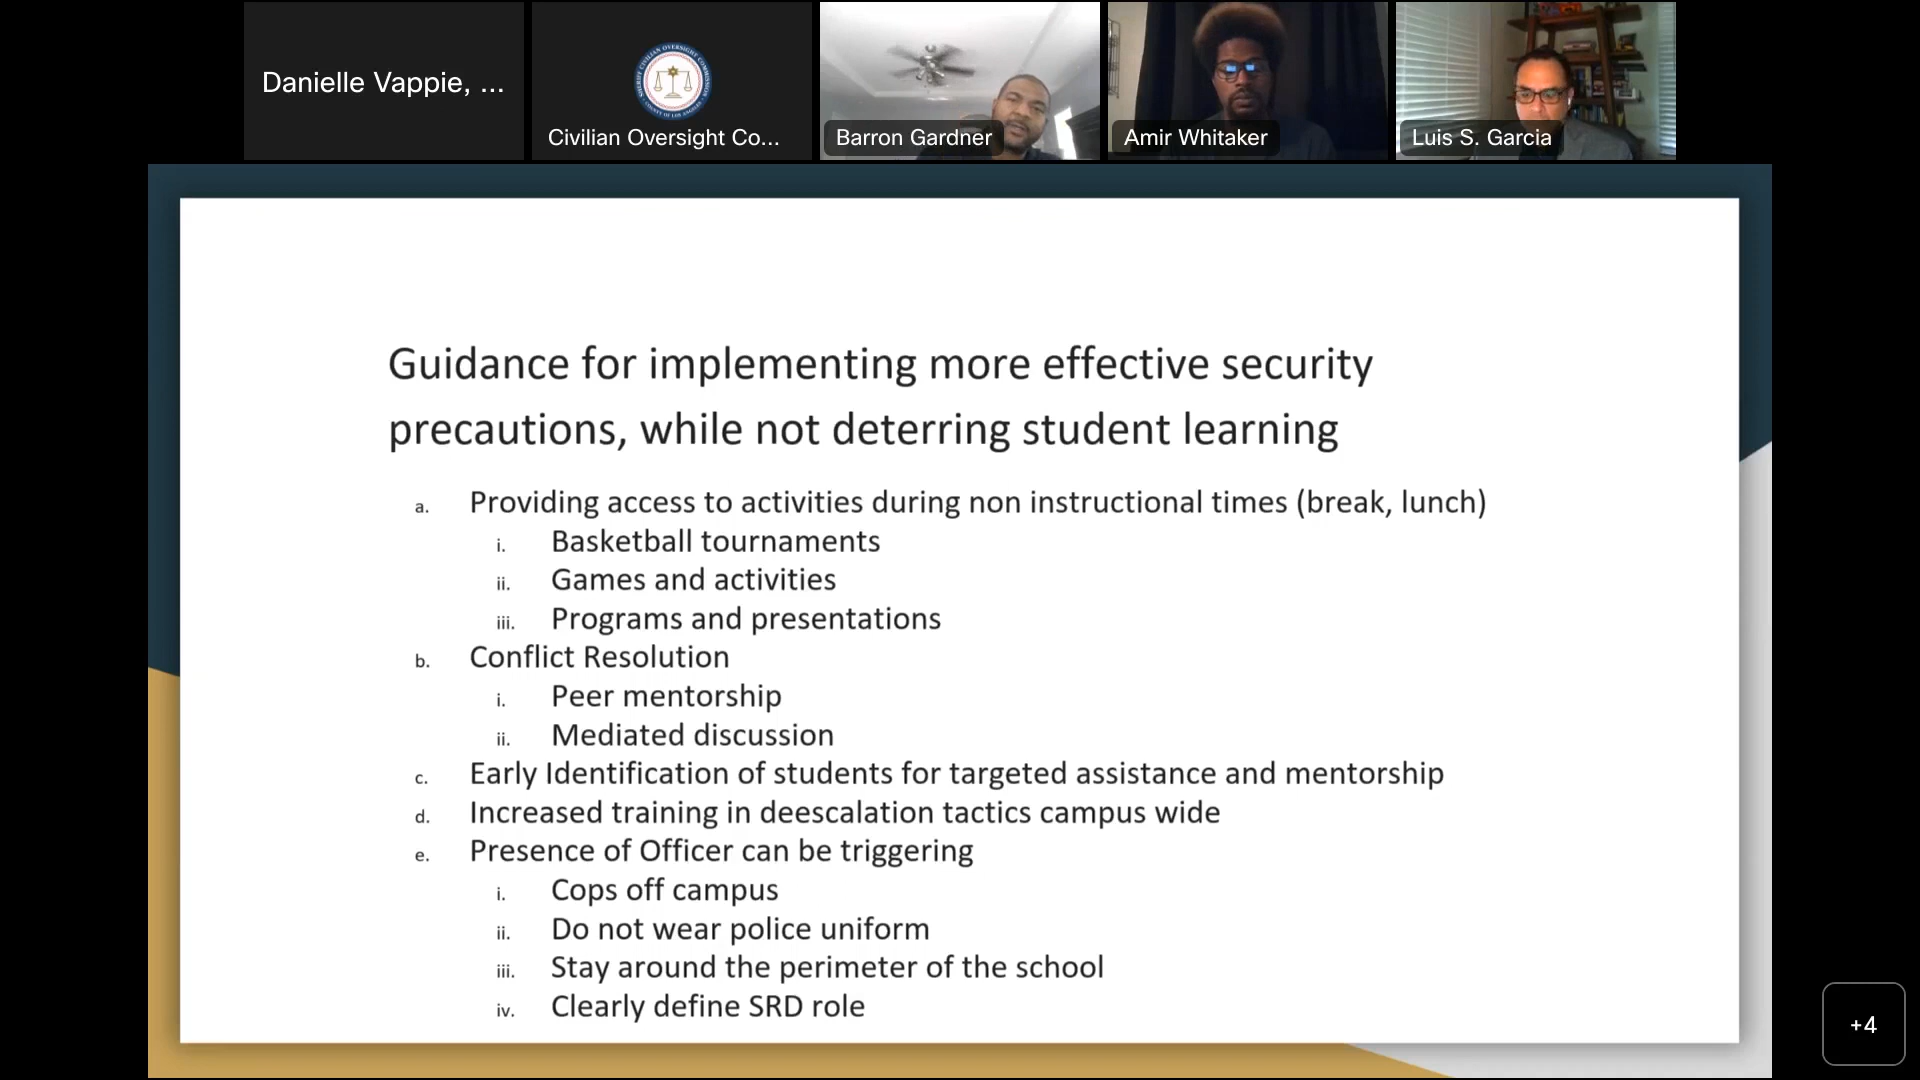 Danielle Vappie, ...
Civilian Oversight Co...
Barron Gardner
Amir Whitaker
Luis S. Garcia
Guidance for implementing more effective security
precautions, while not deterring student learning
a. Providing access to activities during non instructional times (break, lunch)
i. Basketball tournaments
ii. Games and activities
iii. Programs and presentations
b. Conflict Resolution
i. Peer mentorship
ii. Mediated discussion
c. Early Identification of students for targeted assistance and mentorship
d. Increased training in deescalation tactics campus wide
e. Presence of Officer can be triggering
i. Cops off campus
ii. Do not wear police uniform
iii. Stay around the perimeter of the school
iv. Clearly define SRD role
+4